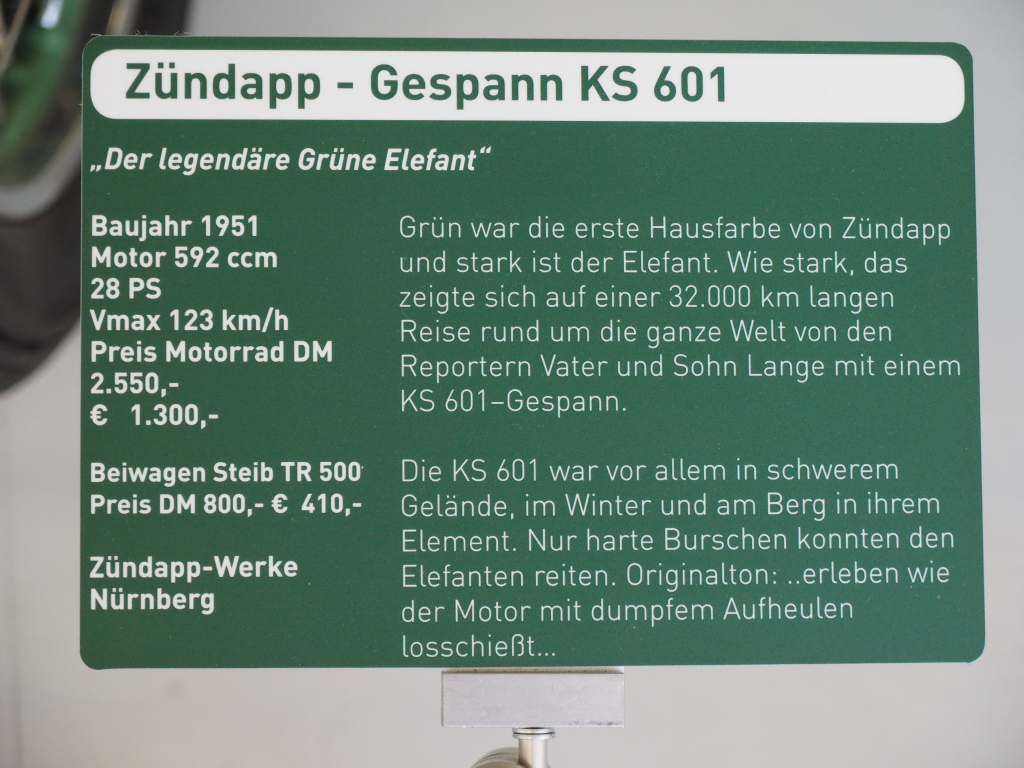 Zündapp - Gespann KS 601
„Der legendäre Grüne Elefant“
Baujahr 1951
Motor 592 ccm
28 PS
Vmax 123 km/h
Preis Motorrad DM
2.550,-
€ 1.300,-
Beiwagen Steib TR 500
Preis DM 800,- € 410,-
Zündapp-Werke
Nürnberg
Grün war die erste Hausfarbe von Zündapp
und stark ist der Elefant. Wie stark, das
zeigte sich auf einer 32.000 km langen
Reise rund um die ganze Welt von den
Reportern Vater und Sohn Lange mit einem
KS 601–Gespann.
Die KS 601 war vor allem in schwerem
Gelände, im Winter und am Berg in ihrem
Element. Nur harte Burschen konnten den
Elefanten reiten. Originalton: ..erleben wie
der Motor mit dumpfem Aufheulen
losschießt...